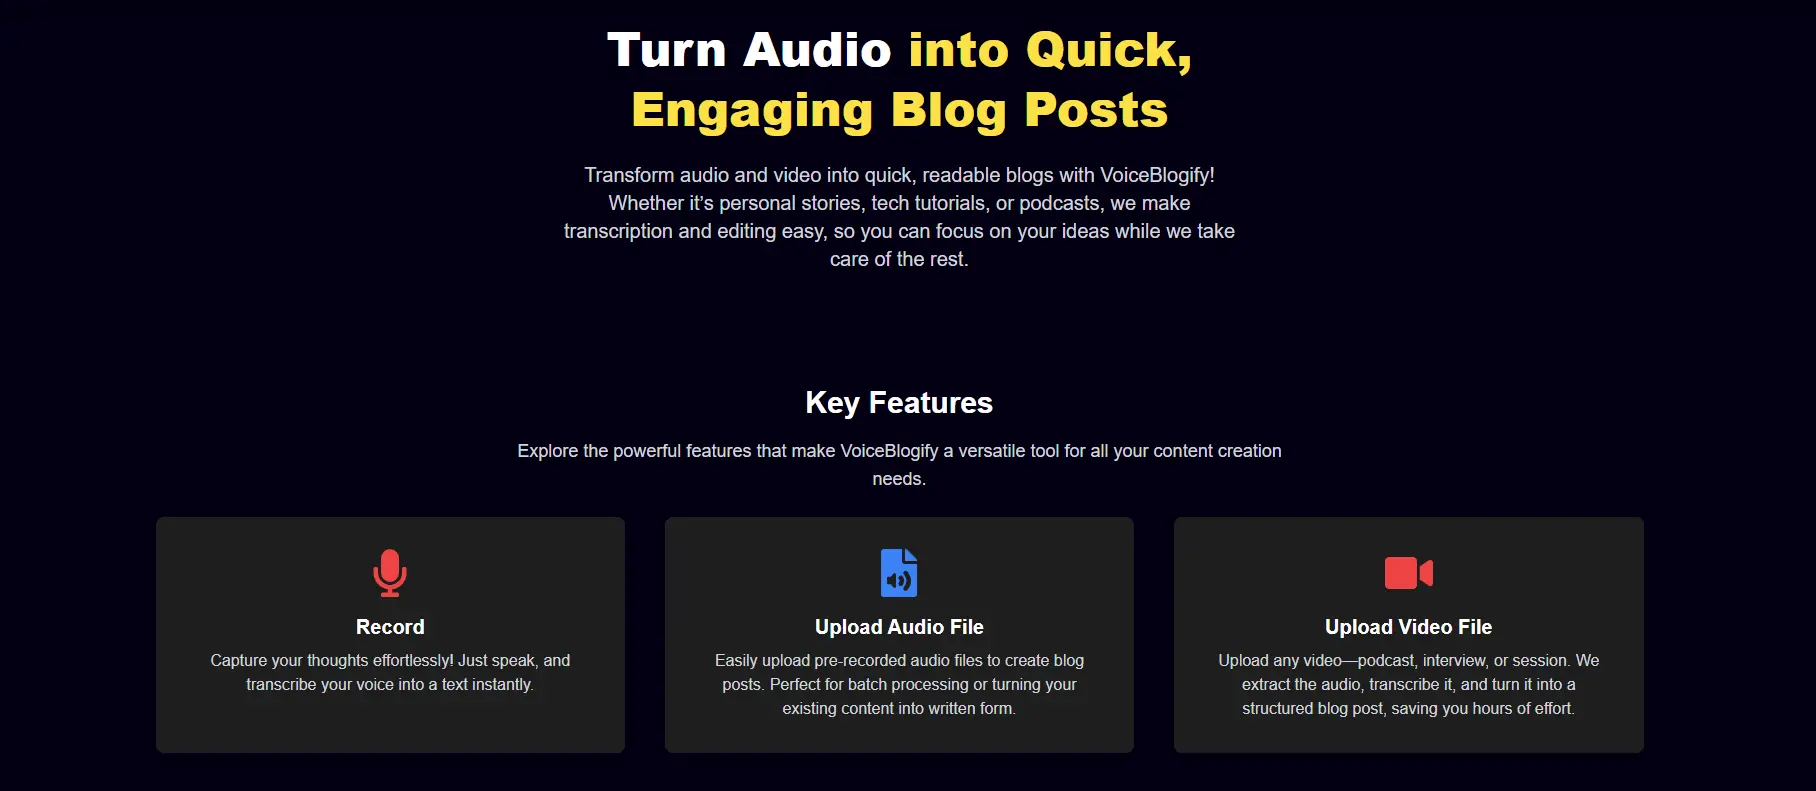 Turn Audio into Quick,
Engaging Blog Posts
Transform audio and video into quick, readable blogs with VoiceBlogify!
Whether it’s personal stories, tech tutorials, or podcasts, we make
transcription and editing easy, so you can focus on your ideas while we take
care of the rest.
Key Features
Explore the powerful features that make VoiceBlogify a versatile tool for all your content creation
needs.
Record
Capture your thoughts effortlessly! Just speak, and
transcribe your voice into a text instantly.
Upload Audio File
Easily upload pre-recorded audio files to create blog
posts. Perfect for batch processing or turning your
existing content into written form.
Upload Video File
Upload any video—podcast, interview, or session. We
extract the audio, transcribe it, and turn it into a
structured blog post, saving you hours of effort.